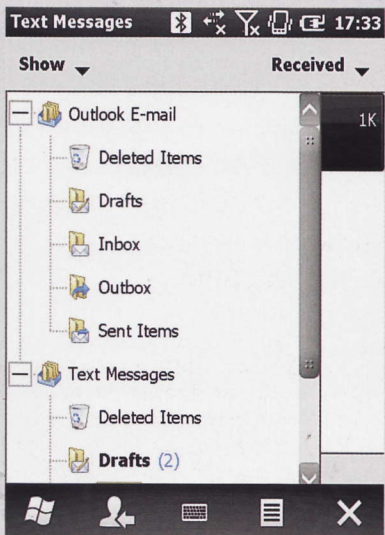 Text Messages 17:33
Show Received
Outlook E-mail 1K
Deleted Items
Drafts
Inbox
Outbox
Sent Items
Text Messages
Deleted Items
Drafts (2)